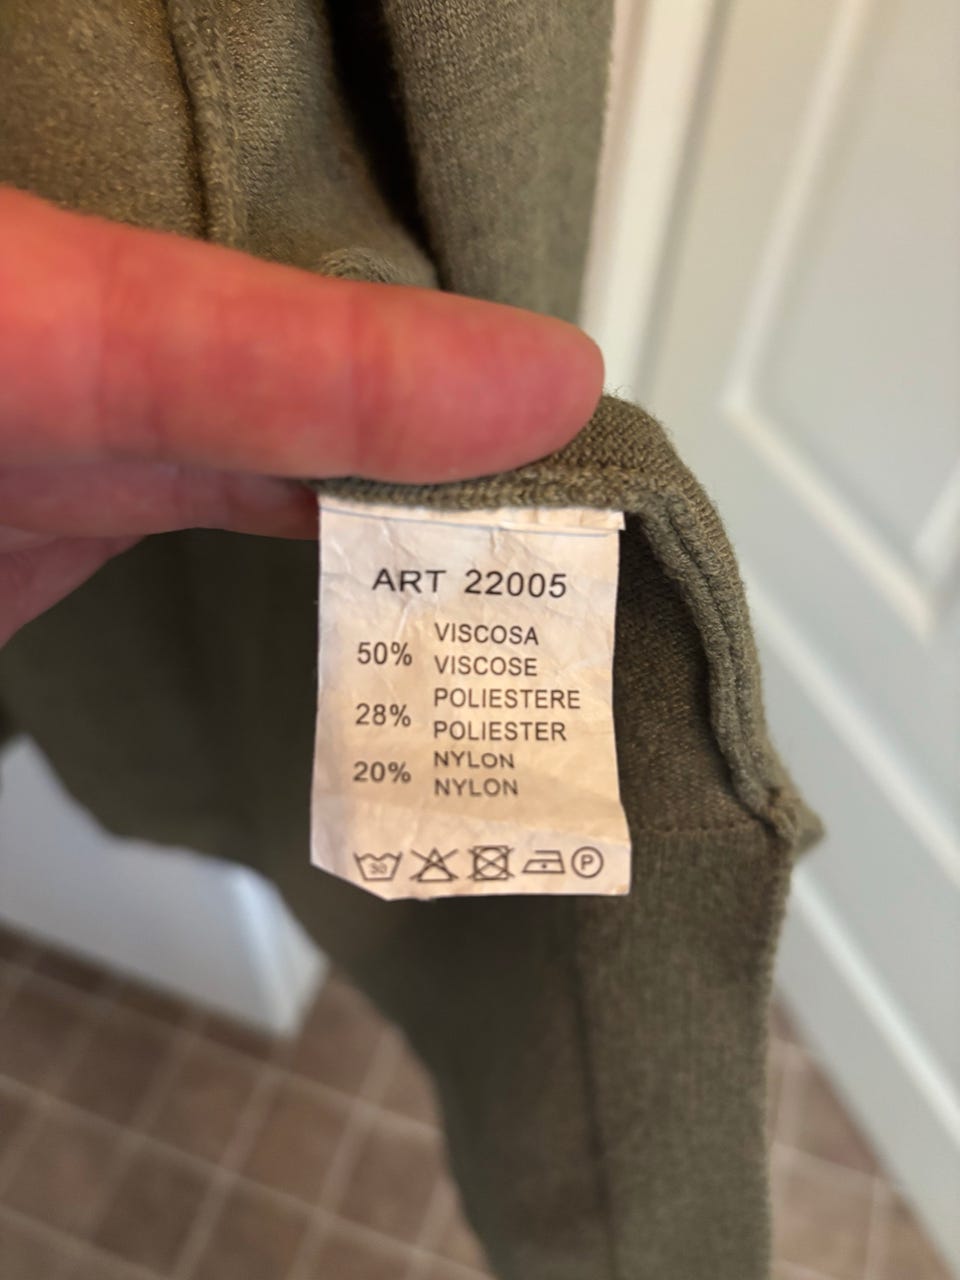 ART 22005
50% VISCOSA
VISCOSE
28% POLIESTERE
POLIESTER
20% NYLON
NYLON
30 P